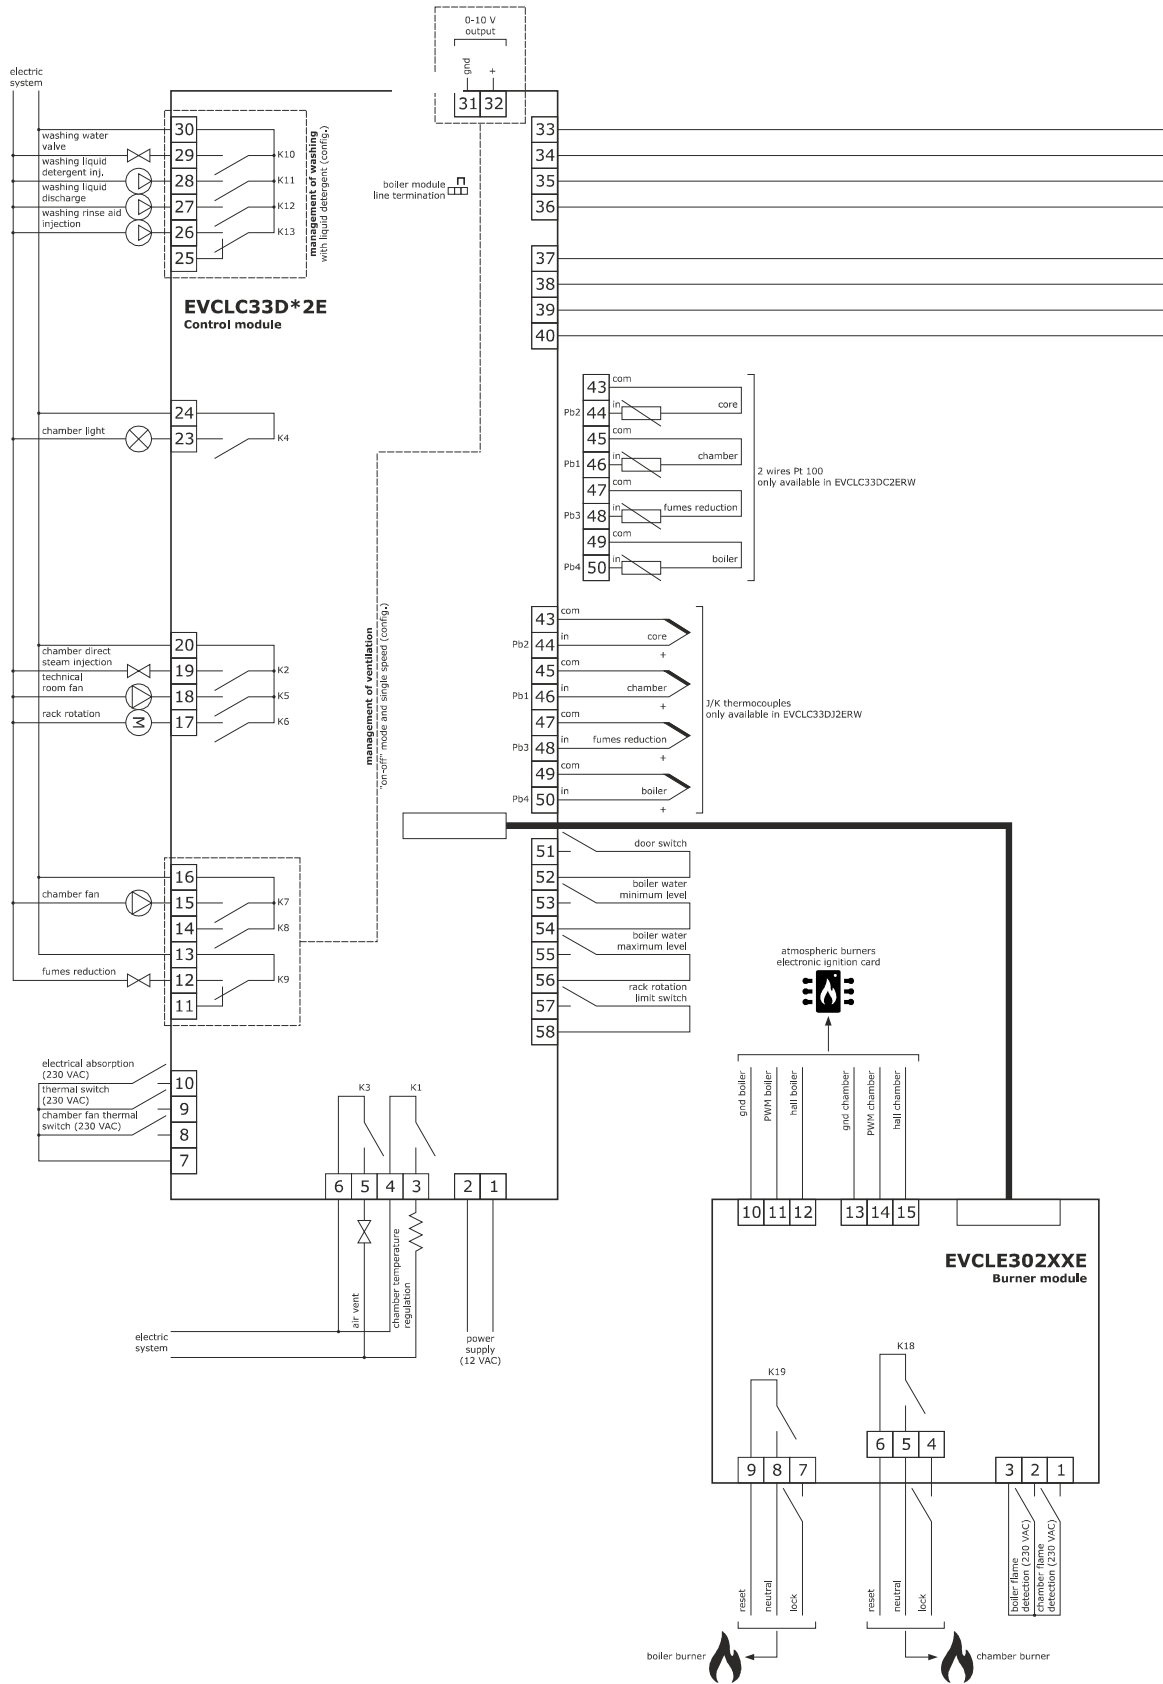 0-10 V
output
gnd
+
31
32
electric
system
30
29
28
27
26
25
washing water
valve
washing liquid
detergent inj.
washing liquid
discharge
washing rinse aid
injection
K10
K11
K12
K13
management of washing
with liquid detergent (config.)
boiler module
line termination
33
34
35
36
37
38
39
40
EVCLC33D*2E
Control module
24
23
chamber light
K4
43
44
45
46
47
48
49
50
com
in
core
com
in
chamber
com
in
fumes reduction
com
in
boiler
Pb2
Pb1
Pb3
Pb4
2 wires Pt 100
only available in EVCLC33DC2ERW
20
19
18
17
chamber direct
steam injection
technical
room fan
rack rotation
M
K2
K5
K6
management of ventilation
"on-off" mode and single speed (config.)
43
44
45
46
47
48
49
50
com
in
core
+
com
in
chamber
+
com
in
fumes reduction
+
com
in
boiler
+
Pb2
Pb1
Pb3
Pb4
J/K thermocouples
only available in EVCLC33DJ2ERW
16
15
14
13
12
11
chamber fan
fumes reduction
K7
K8
K9
51
52
53
54
55
56
57
58
door switch
boiler water
minimum level
boiler water
maximum level
rack rotation
limit switch
atmospheric burners
electronic ignition card
electrical absorption
(230 VAC)
thermal switch
(230 VAC)
chamber fan thermal
switch (230 VAC)
10
9
8
7
K3
K1
6
5
4
3
2
1
air vent
chamber temperature
regulation
electric
system
power
supply
(12 VAC)
gnd boiler
PWM boiler
hall boiler
gnd chamber
PWM chamber
hall chamber
10
11
12
13
14
15
EVCLE302XXE
Burner module
K19
K18
9
8
7
6
5
4
3
2
1
reset
neutral
lock
reset
neutral
lock
boiler flame
detection (230 VAC)
chamber flame
detection (230 VAC)
boiler burner
chamber burner